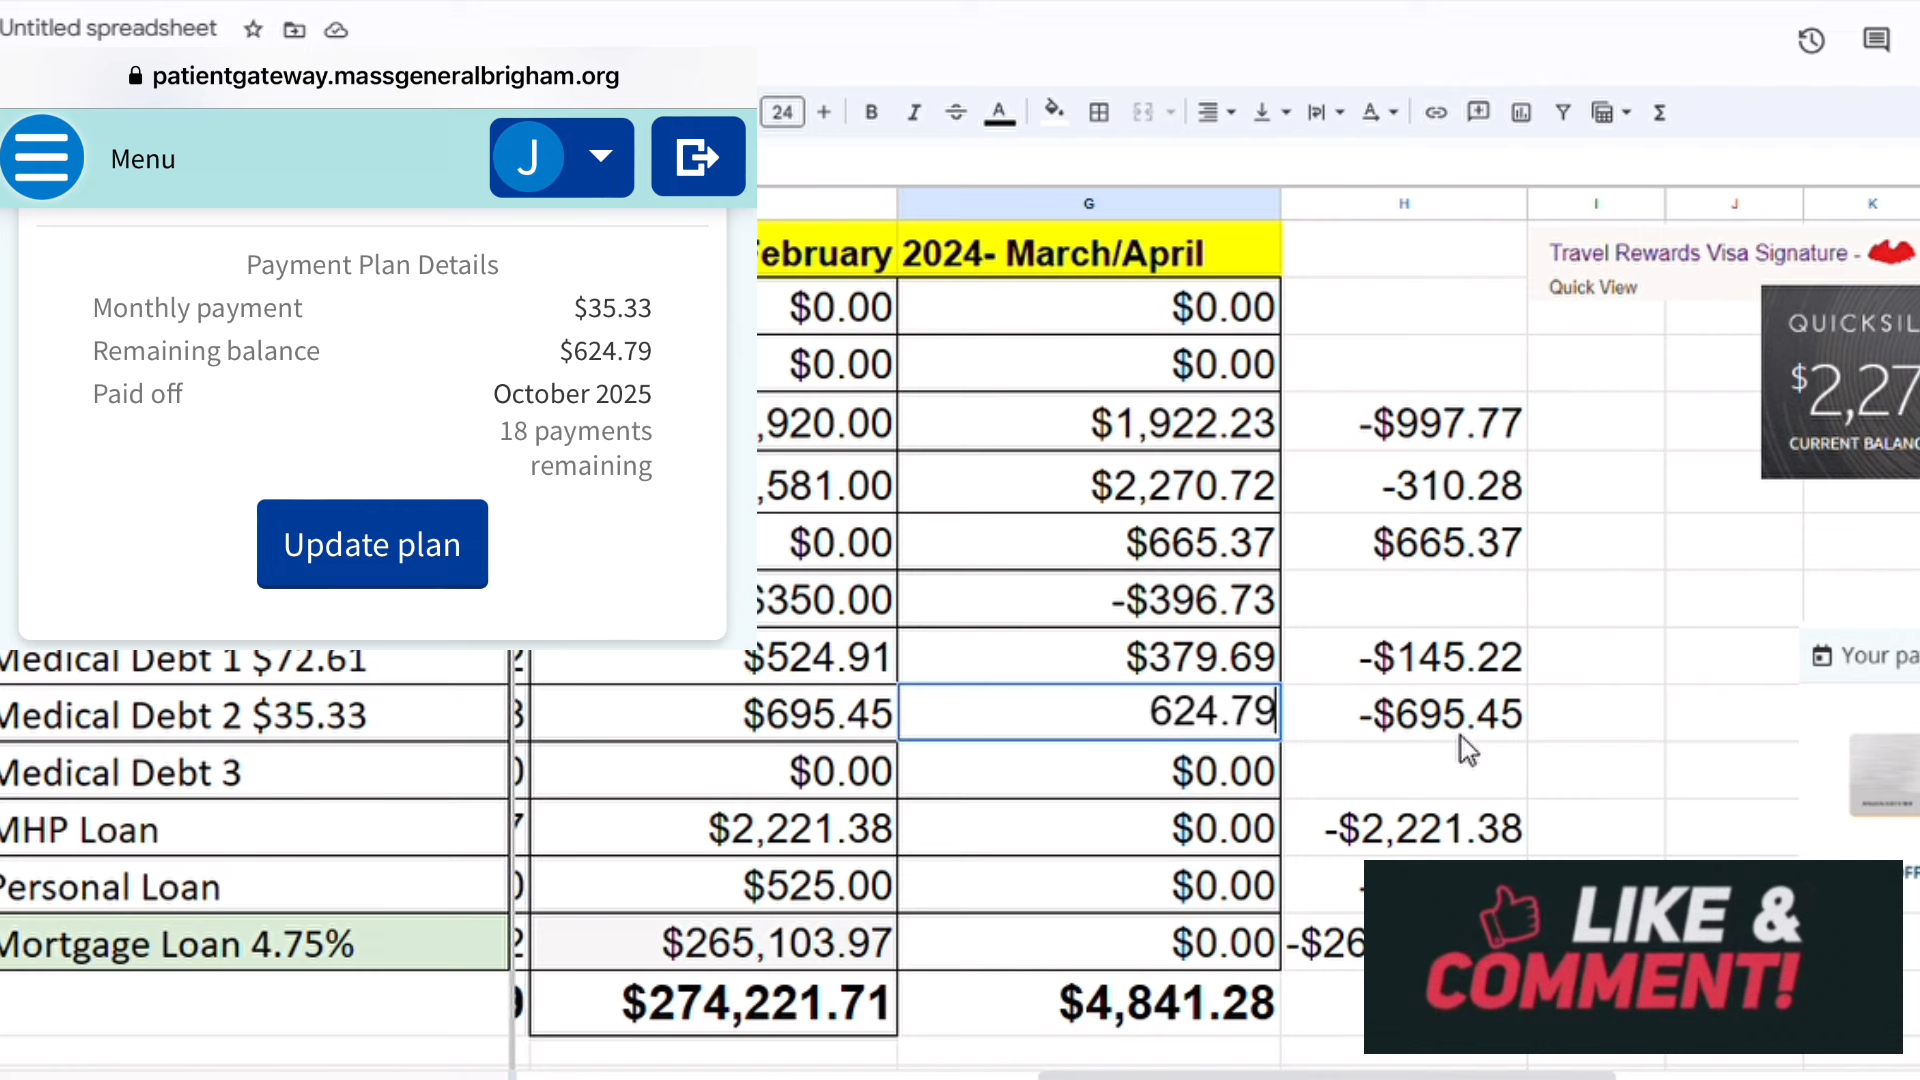 Untitled spreadsheet
patientgateway.massgeneralbrigham.org
Menu
J
24
B I A
Payment Plan Details
Monthly payment $35.33
Remaining balance $624.79
Paid off October 2025
18 payments
remaining
Update plan
G H I J K
ebruary 2024- March/April
$0.00 $0.00
$0.00 $0.00
,920.00 $1,922.23 -$997.77
,581.00 $2,270.72 -310.28
$0.00 $665.37 $665.37
$350.00 -$396.73
Medical Debt 1 $72.61 $524.91 $379.69 -$145.22
Medical Debt 2 $35.33 $695.45 624.79 -$695.45
Medical Debt 3 $0.00 $0.00
MHP Loan $2,221.38 $0.00 -$2,221.38
Personal Loan $525.00 $0.00
Mortgage Loan 4.75% $265,103.97 $0.00 -$26
$274,221.71 $4,841.28
Travel Rewards Visa Signature -
Quick View
QUICKSIL
$2,27
CURRENT BALANC
Your pa
LIKE &
COMMENT!